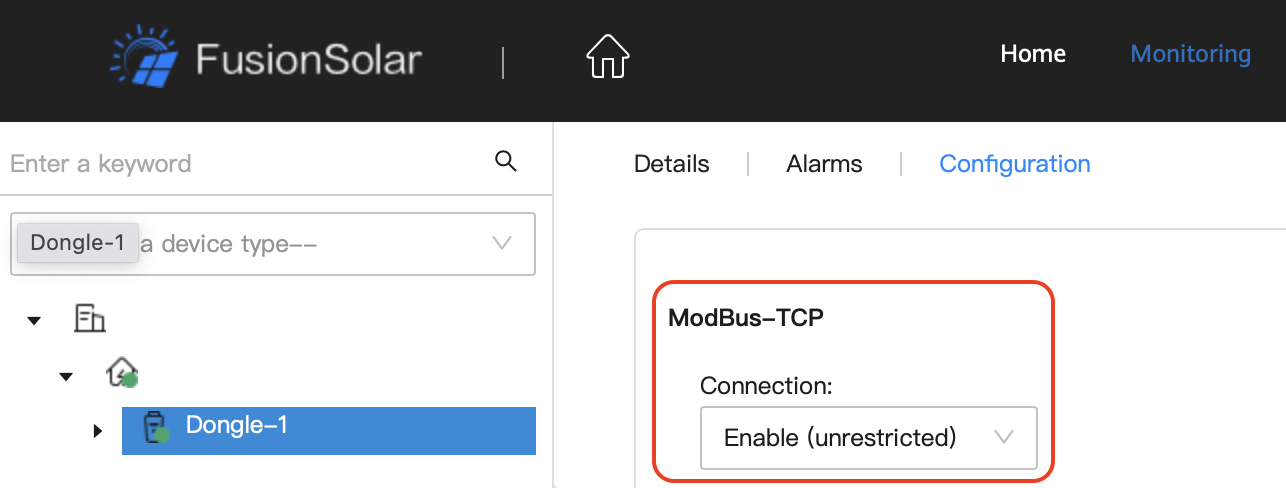 FusionSolar
Home
Monitoring
Enter a keyword
Dongle-1
a device type--
Dongle-1
Details
Alarms
Configuration
ModBus-TCP
Connection:
Enable (unrestricted)